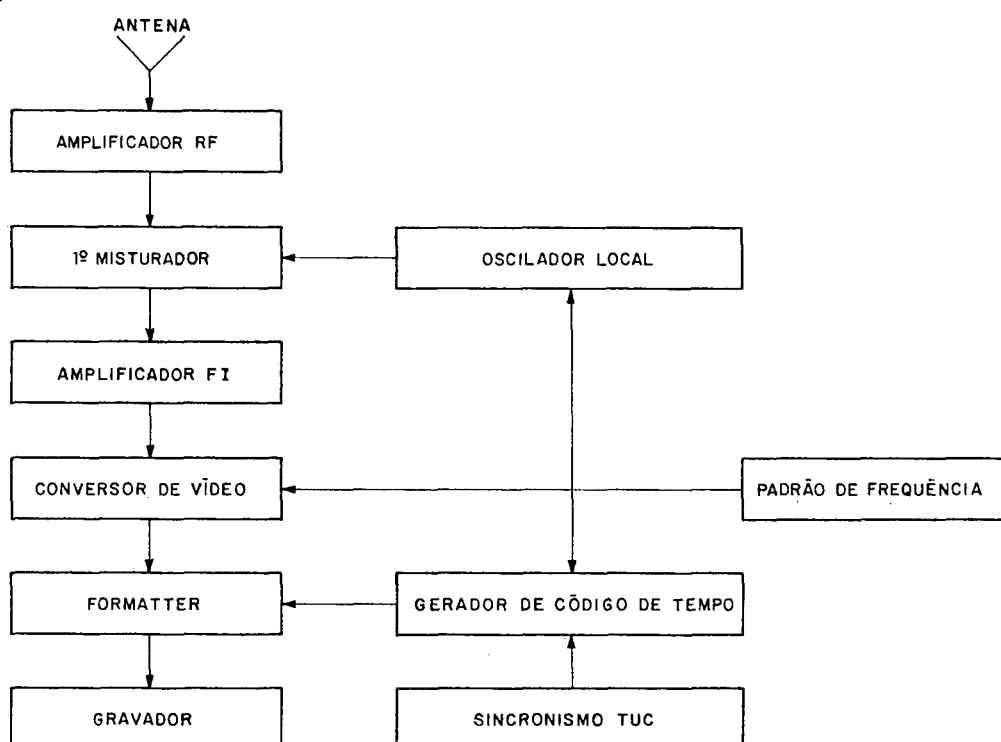 ANTENA
AMPLIFICADOR RF
1º MISTURADOR
OSCILADOR LOCAL
AMPLIFICADOR FI
CONVERSOR DE VÍDEO
PADRÃO DE FREQUÊNCIA
FORMATTER
GERADOR DE CÓDIGO DE TEMPO
GRAVADOR
SINCRONISMO TUC